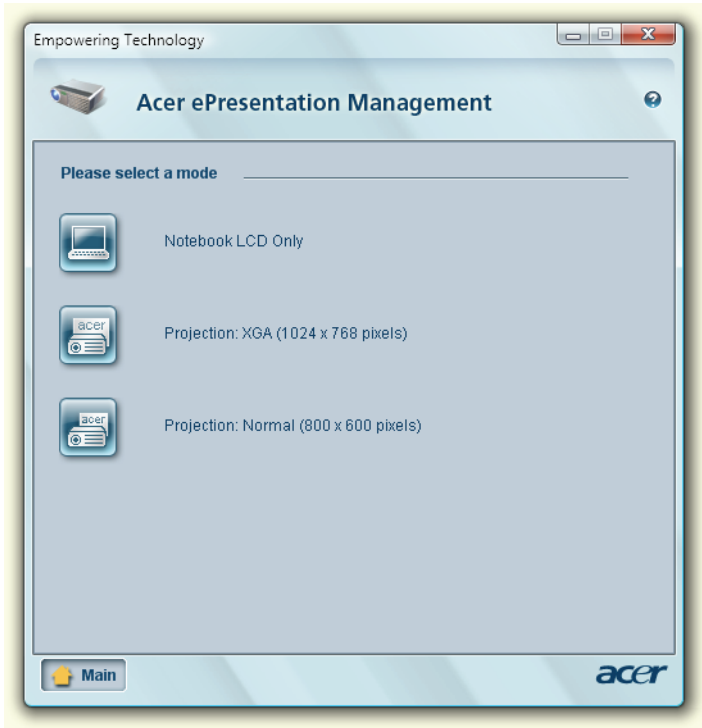 Empowering Technology
Acer ePresentation Management
?
Please select a mode
Notebook LCD Only
acer
Projection: XGA (1024 x 768 pixels)
acer
Projection: Normal (800 x 600 pixels)
Main
acer